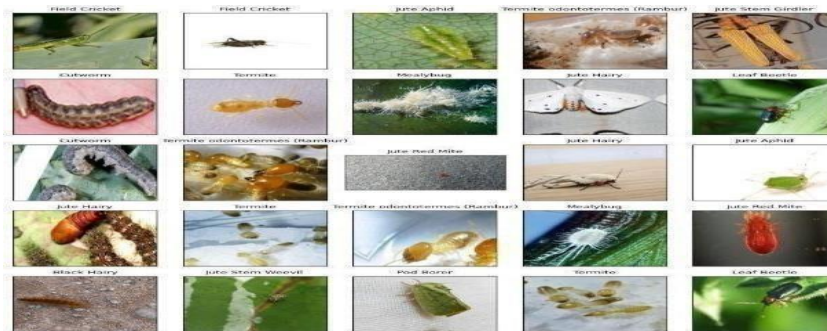 Field Cricket
Field Cricket
Jute Aphid
Termite odontotermes (Rambur)
Jute Stem Girdler
Cutworm
Termite
Mealybug
Jute Hairy
Leaf Beetle
Cutworm
Termite odontotermes (Rambur)
Jute Red Mite
Jute Hairy
Jute Aphid
Jute Hairy
Termite
Termite odontotermes (Rambur)
Mealybug
Jute Red Mite
Black Hairy
Jute Stem Weevil
Pod Borer
Termite
Leaf Beetle